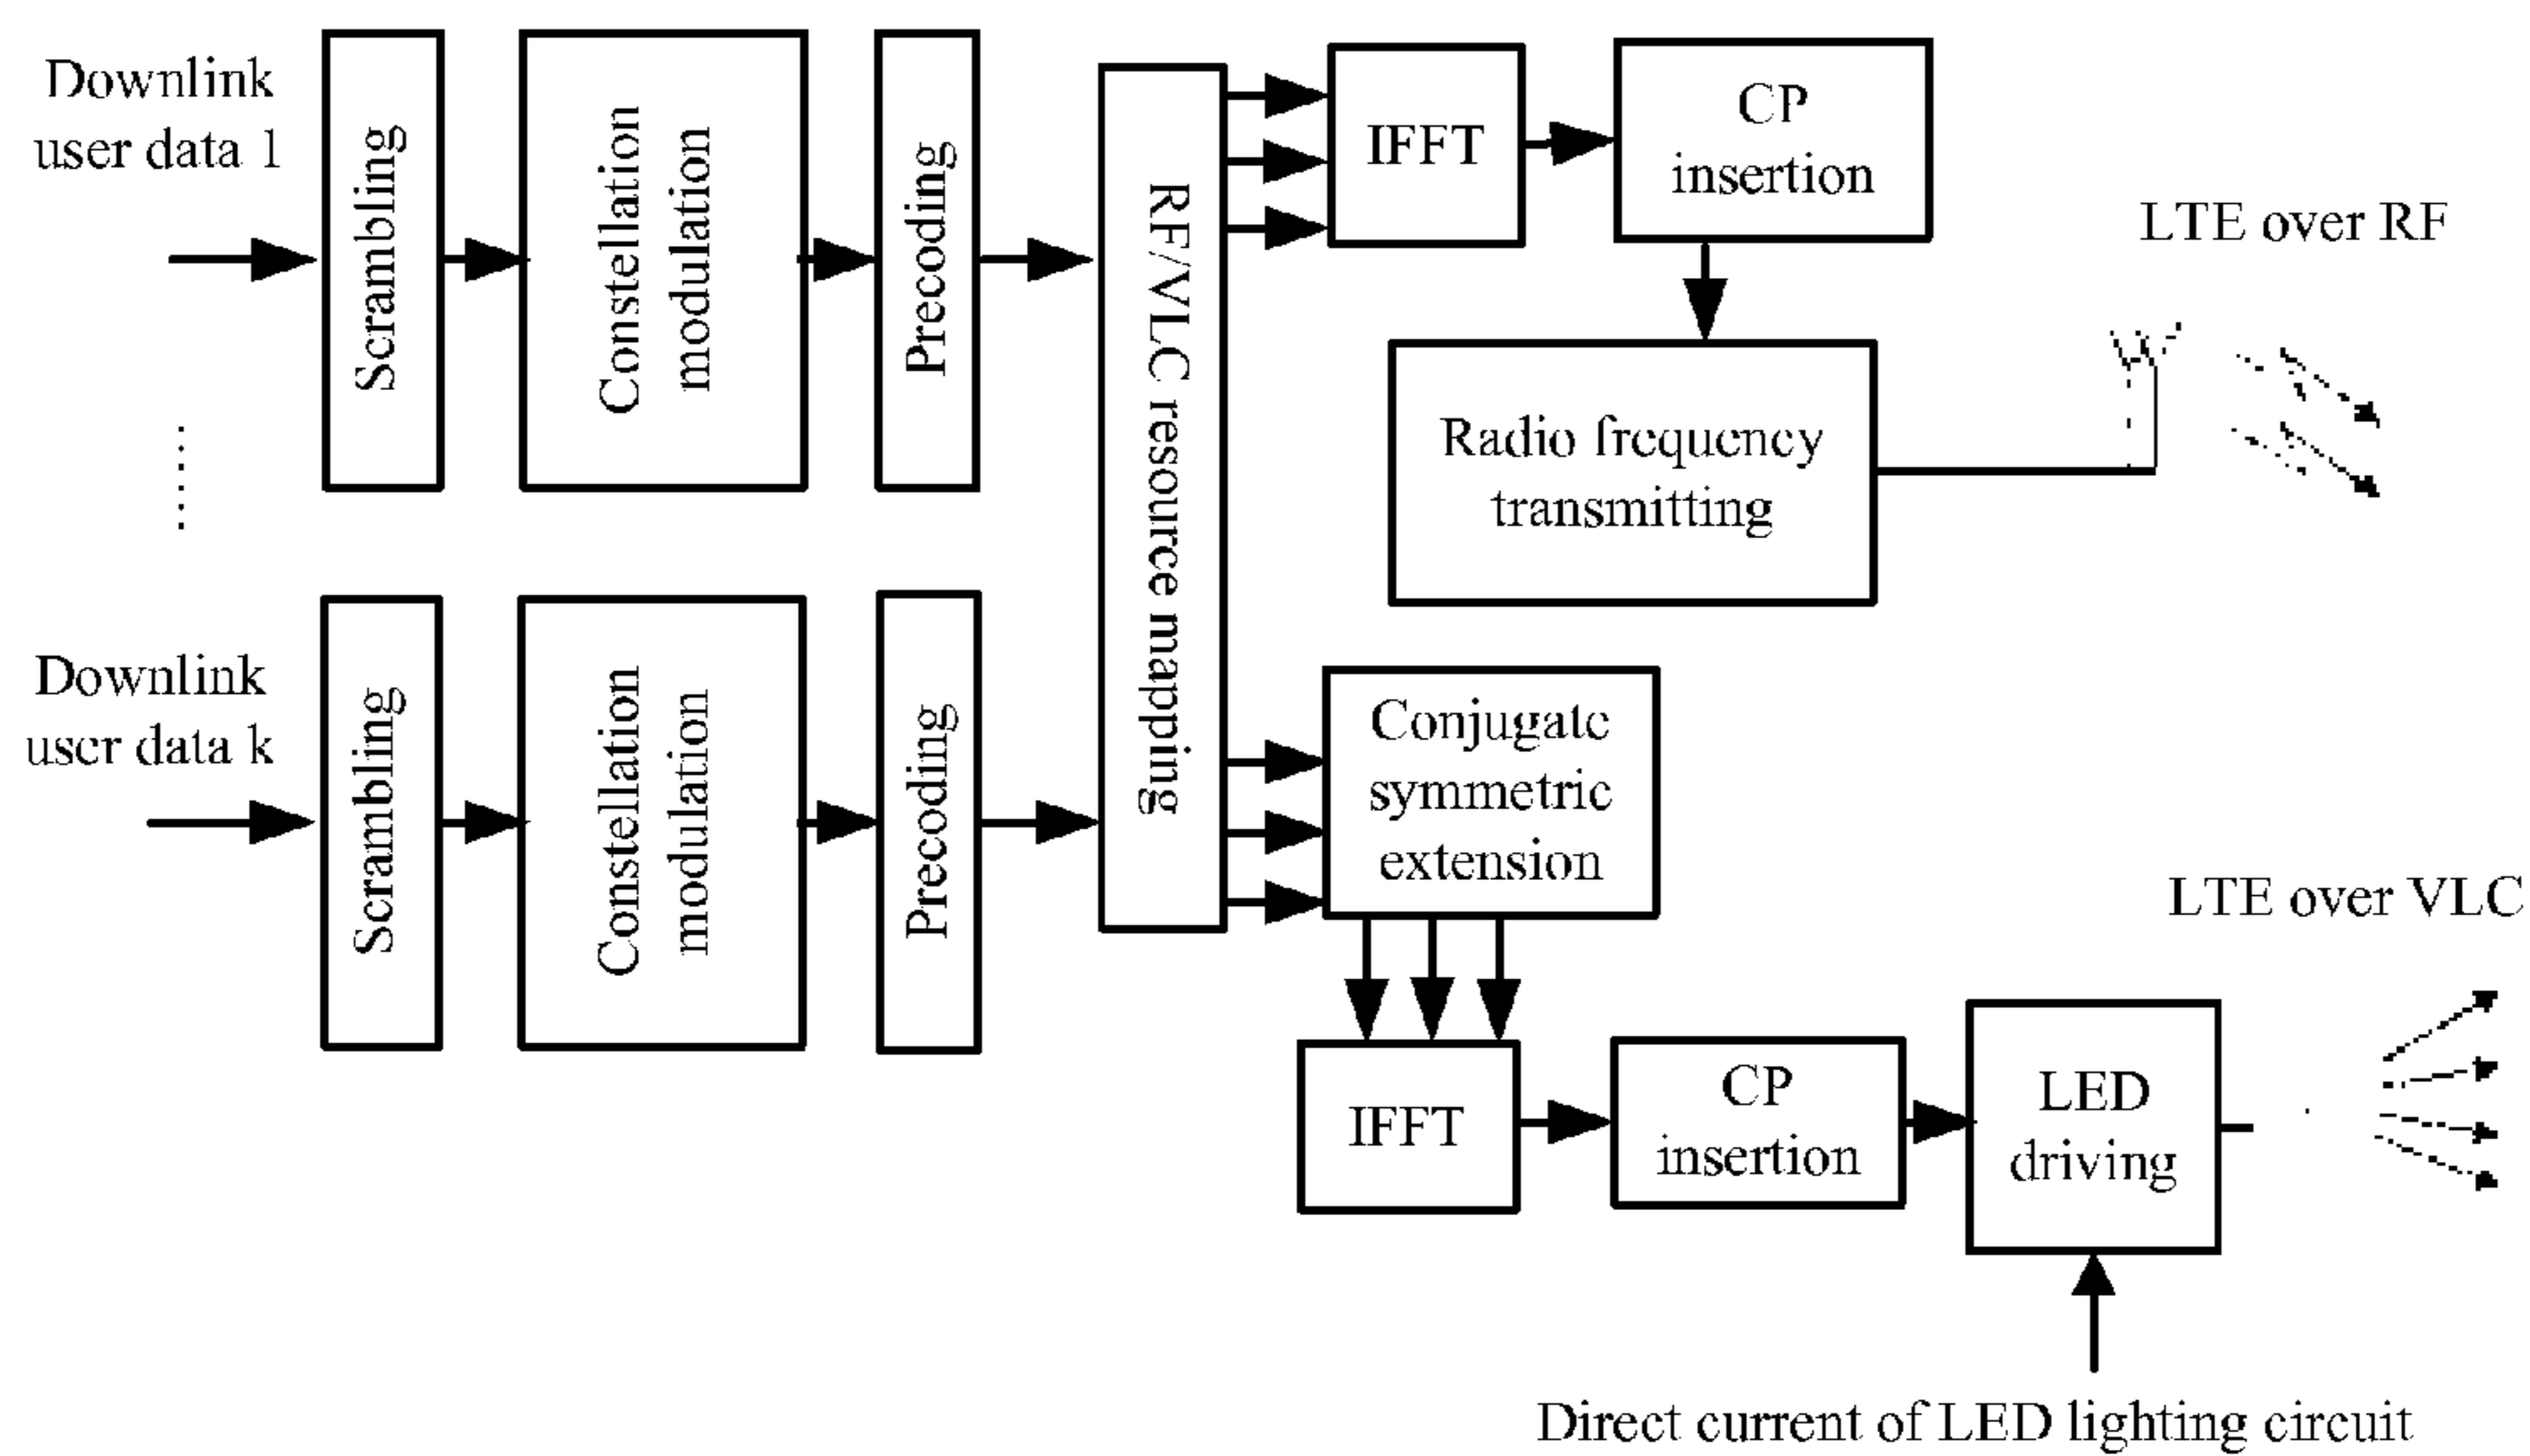 Downlink
user data 1
Scrambling
Constellation
modulation
Precoding
RF/VLC resource mapping
IFFT
CP
insertion
LTE over RF
Radio frequency
transmitting
Downlink
user data k
Scrambling
Constellation
modulation
Precoding
Conjugate
symmetric
extension
LTE over VLC
IFFT
CP
insertion
LED
driving
Direct current of LED lighting circuit